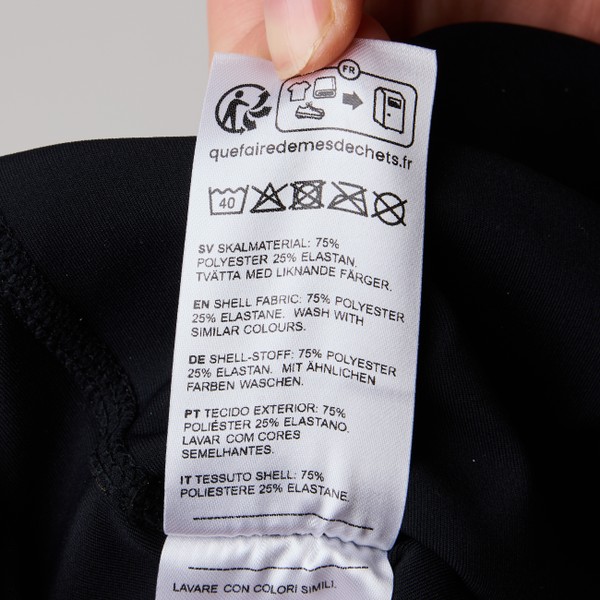 FR
quefairedemesdechets.fr
40
SV SKALMATERIAL: 75%
POLYESTER 25% ELASTAN.
TVÄTTA MED LIKNANDE FÄRGER.
EN SHELL FABRIC: 75% POLYESTER
25% ELASTANE. WASH WITH
SIMILAR COLOURS.
DE SHELL-STOFF: 75% POLYESTER
25% ELASTAN. MIT ÄHNLICHEN
FARBEN WASCHEN.
PT TECIDO EXTERIOR: 75%
POLIÉSTER 25% ELASTANO.
LAVAR COM CORES
SEMELHANTES.
IT TESSUTO SHELL: 75%
POLIESTERE 25% ELASTANE.
LAVARE CON COLORI SIMILI.